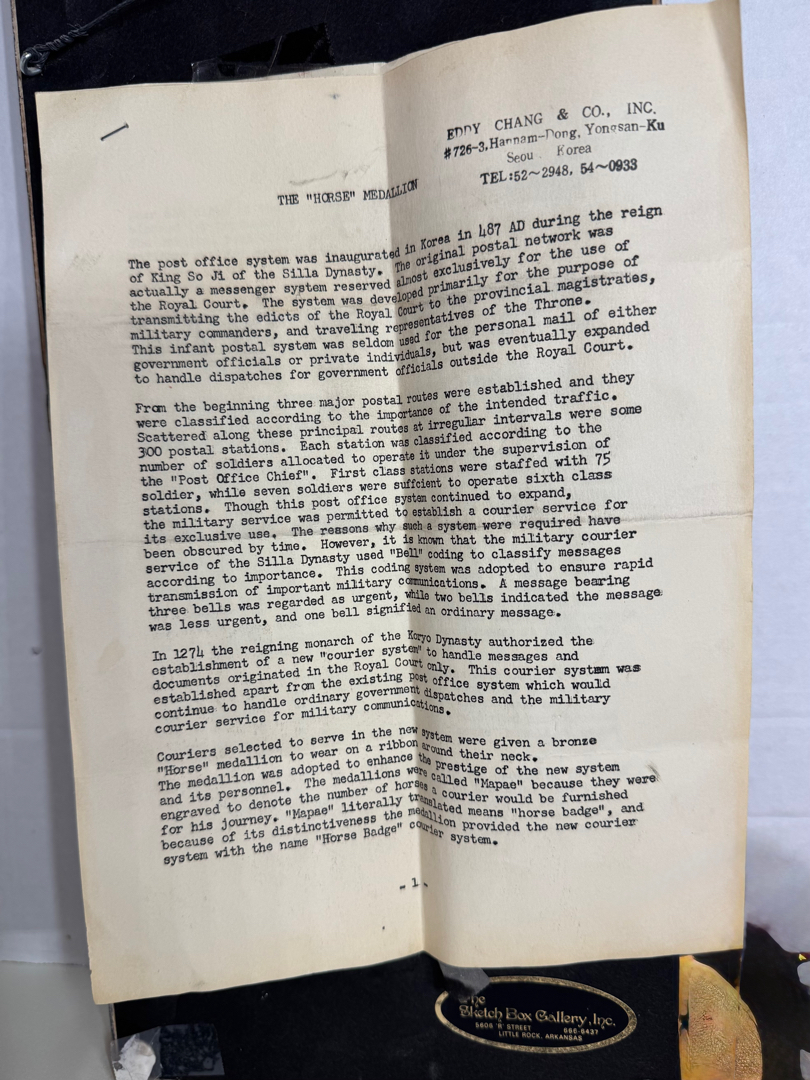 EDDY CHANG & CO., INC.
#726-3, Hannam-Dong, Yongsan-Ku
Seou Korea
TEL:52~2948, 54~0933
THE "HORSE" MEDALLION
The post office system was inaugurated in Korea in 487 AD during the reign
of King So Ji of the Silla Dynasty. The original postal network was
actually a messenger system reserved almost exclusively for the use of
the Royal Court. The system was developed primarily for the purpose of
transmitting the edicts of the Royal Court to the provincial magistrates,
military commanders, and traveling representatives of the Throne.
This infant postal system was seldom used for the personal mail of either
government officials or private individuals, but was eventually expanded
to handle dispatches for government officials outside the Royal Court.
From the beginning three major postal routes were established and they
were classified according to the importance of the intended traffic.
Scattered along these principal routes at irregular intervals were some
300 postal stations. Each station was classified according to the
number of soldiers allocated to operate it under the supervision of
the "Post Office Chief". First class stations were staffed with 75
soldier, while seven soldiers were suffcient to operate sixth class
stations. Though this post office system continued to expand,
the military service was permitted to establish a courier service for
its exclusive use. The reasons why such a system were required have
been obscured by time. However, it is known that the military courier
service of the Silla Dynasty used "Bell" coding to classify messages
according to importance. This coding system was adopted to ensure rapid
transmission of important military communications. A message bearing
three bells was regarded as urgent, while two bells indicated the message
was less urgent, and one bell signified an ordinary message.
In 1274 the reigning monarch of the Koryo Dynasty authorized the
establishment of a new "courier system" to handle messages and
documents originated in the Royal Court only. This courier system was
established apart from the existing post office system which would
continue to handle ordinary government dispatches and the military
courier service for military communications.
Couriers selected to serve in the new system were given a bronze
"Horse" medallion to wear on a ribbon around their neck.
The medallion was adopted to enhance the prestige of the new system
and its personnel. The medallions were called "Mapae" because they were
engraved to denote the number of horses a courier would be furnished
for his journey. "Mapae" literally translated means "horse badge", and
because of its distinctiveness the medallion provided the new courier
system with the name "Horse Badge" courier system.
- 1 -
The
Sketch Box Gallery, Inc.
5608 'R' STREET 666-6437
LITTLE ROCK, ARKANSAS